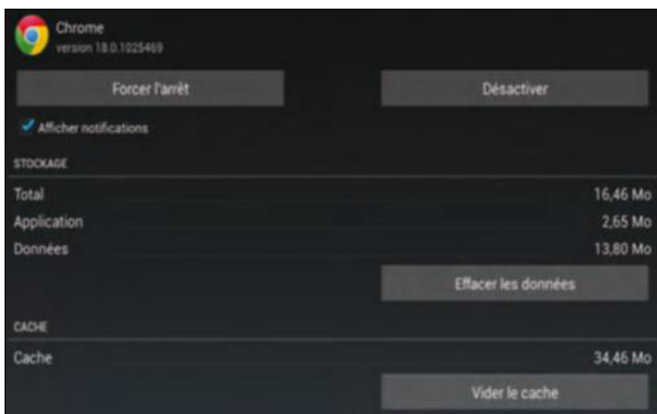 Chrome
version 18.0.1025469
Forcer l'arrêt
Désactiver
Afficher notifications
STOCKAGE
Total 16,46 Mo
Application 2,65 Mo
Données 13,80 Mo
Effacer les données
CACHE
Cache 34,46 Mo
Vider le cache